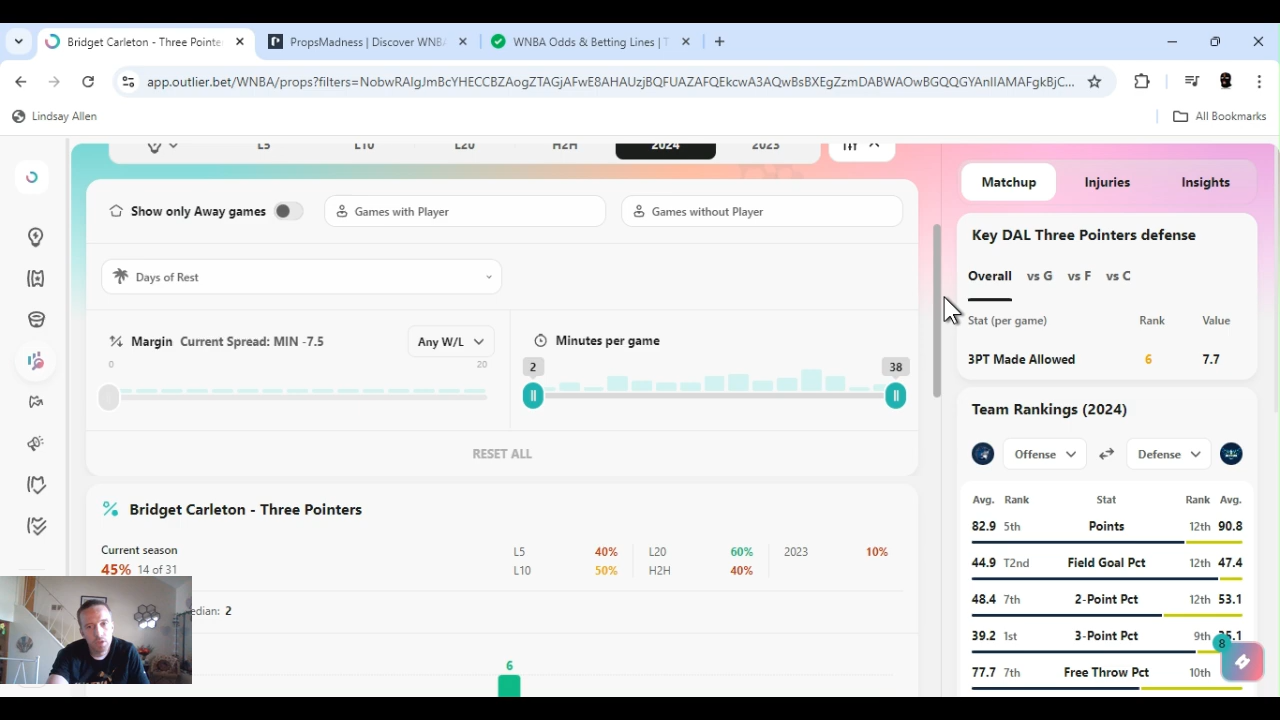 Bridget Carleton - Three Pointe
PropsMadness | Discover WNB
WNBA Odds & Betting Lines | T
app.outlier.bet/WNBA/props?filters=NobwRAlgJmBcYHECCBZAogZTAGjAFwE8AHAUzjBQFUAZAFQEkcwA3AQwBsBXEgZzmDABWAOwBGQQGYAnIIAMAFgkBjC...
Lindsay Allen
All Bookmarks
L5 L10 L20 H2H 2024 2023
Show only Away games
Games with Player
Games without Player
Days of Rest
Margin Current Spread: MIN -7.5
Any W/L
0 20
Minutes per game
2 38
RESET ALL
Bridget Carleton - Three Pointers
Current season
45% 14 of 31
L5 40% L20 60% 2023 10%
L10 50% H2H 40%
edian: 2
6
Matchup Injuries Insights
Key DAL Three Pointers defense
Overall vs G vs F vs C
Stat (per game) Rank Value
3PT Made Allowed 6 7.7
Team Rankings (2024)
Offense Defense
Avg. Rank Stat Rank Avg.
82.9 5th Points 12th 90.8
44.9 T2nd Field Goal Pct 12th 47.4
48.4 7th 2-Point Pct 12th 53.1
39.2 1st 3-Point Pct 9th 35.1
8
77.7 7th Free Throw Pct 10th